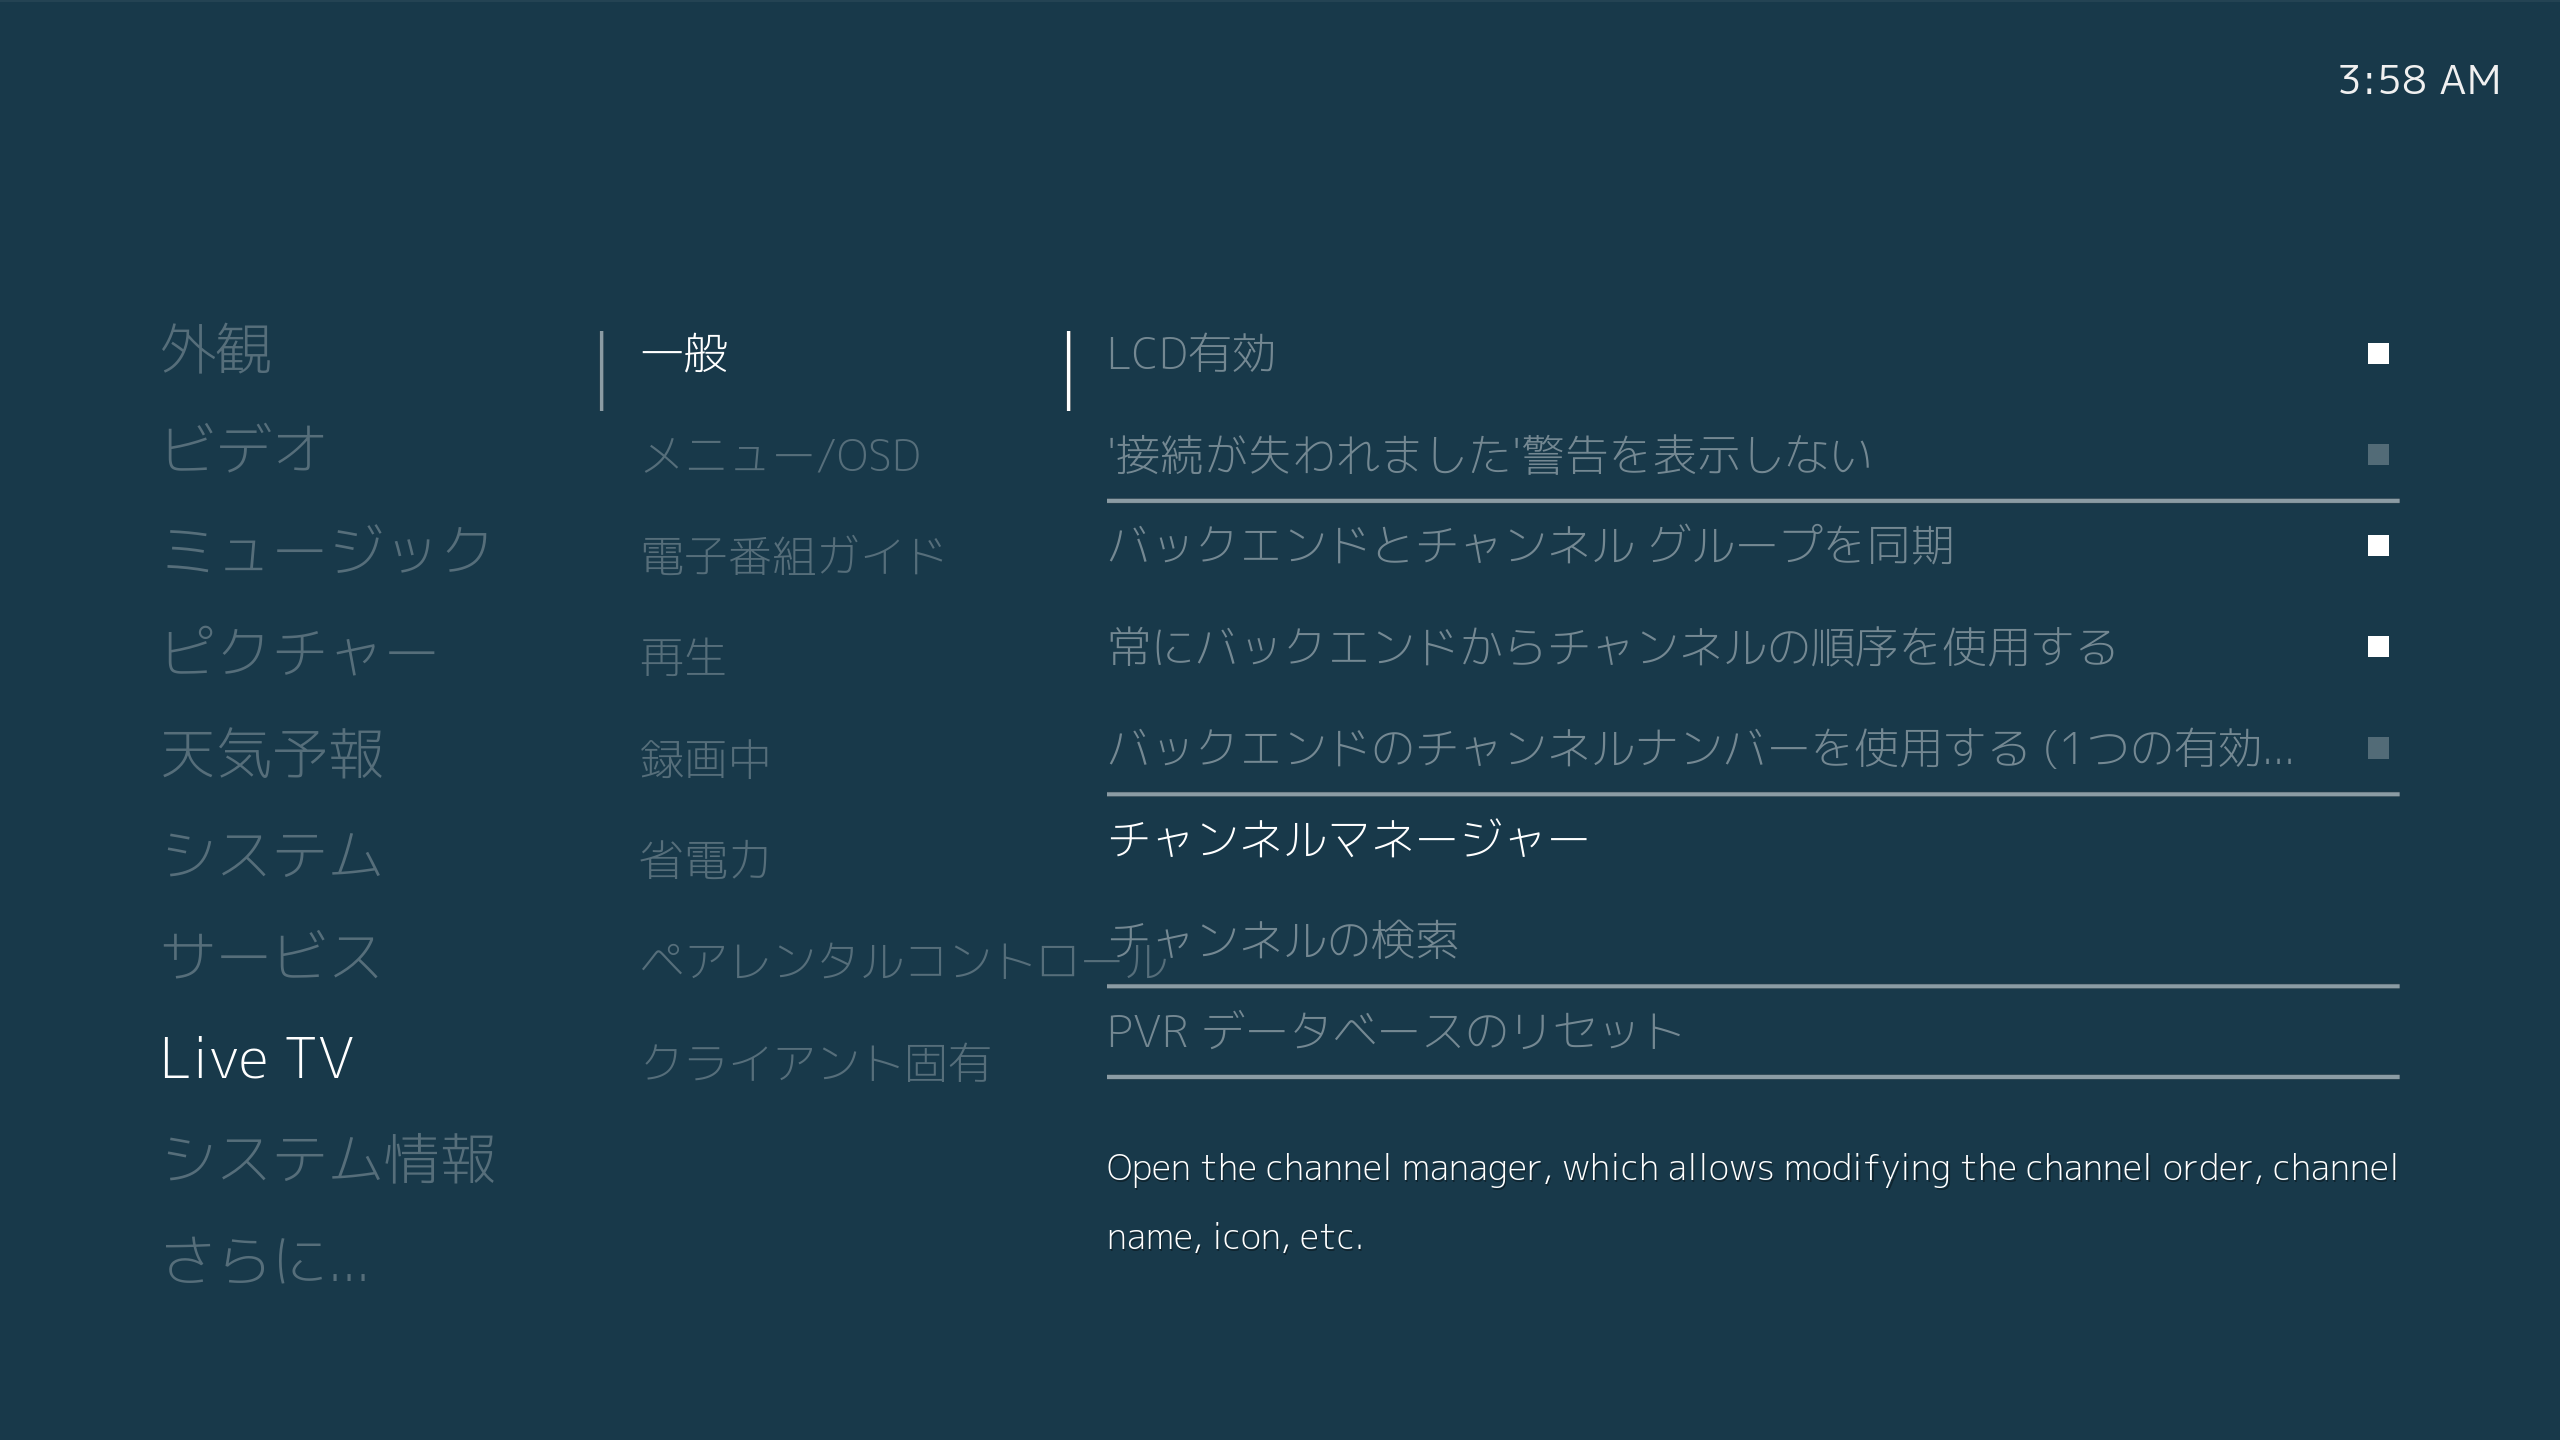 3:58 AM
外観
ビデオ
ミュージック
ピクチャー
天気予報
システム
サービス
Live TV
システム情報
さらに...
一般
メニュー/OSD
電子番組ガイド
再生
録画中
省電力
ペアレンタルコントロール
クライアント固有
LCD有効
'接続が失われました'警告を表示しない
バックエンドとチャンネル グループを同期
常にバックエンドからチャンネルの順序を使用する
バックエンドのチャンネルナンバーを使用する (1つの有効...
チャンネルマネージャー
チャンネルの検索
PVR データベースのリセット
Open the channel manager, which allows modifying the channel order, channel
name, icon, etc.